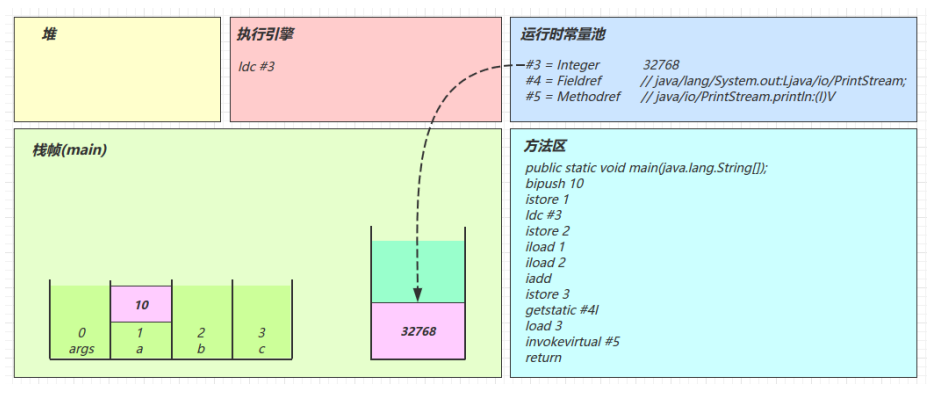 堆
执行引擎
ldc #3
运行时常量池
#3 = Integer 32768
#4 = Fieldref // java/lang/System.out:Ljava/io/PrintStream;
#5 = Methodref // java/io/PrintStream.println:(I)V
栈帧(main)
10
0
args
1
a
2
b
3
c
32768
方法区
public static void main(java.lang.String[]);
bipush 10
istore 1
ldc #3
istore 2
iload 1
iload 2
iadd
istore 3
getstatic #4I
load 3
invokevirtual #5
return